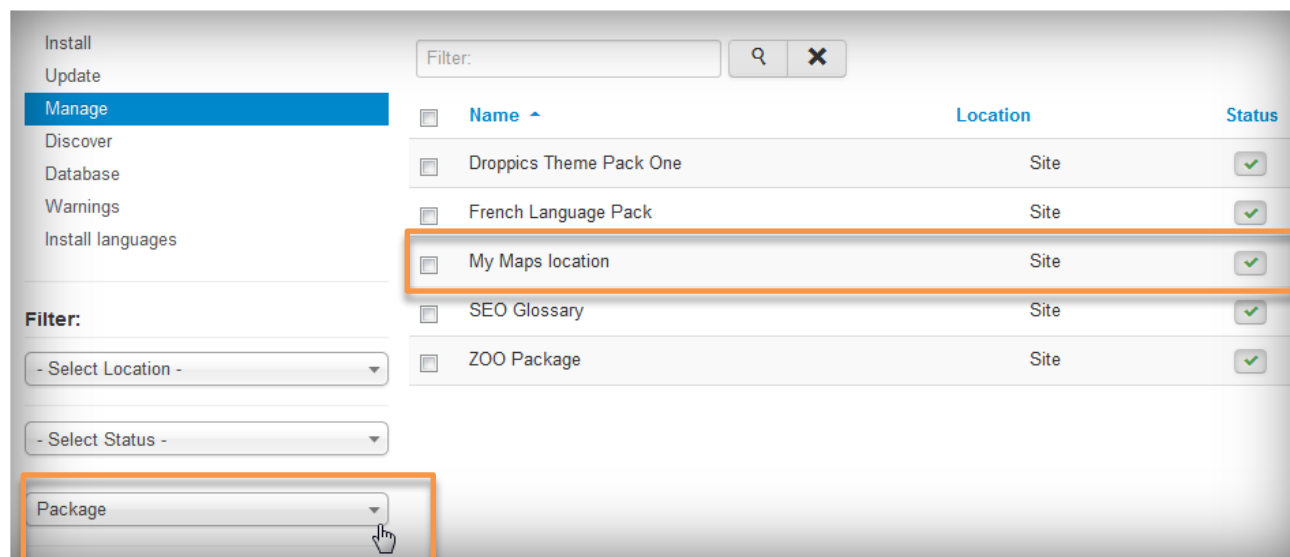 Install
Update
Manage
Discover
Database
Warnings
Install languages
Filter:
- Select Location -
- Select Status -
Package
Filter:
Name Location Status
Droppics Theme Pack One Site
French Language Pack Site
My Maps location Site
SEO Glossary Site
ZOO Package Site